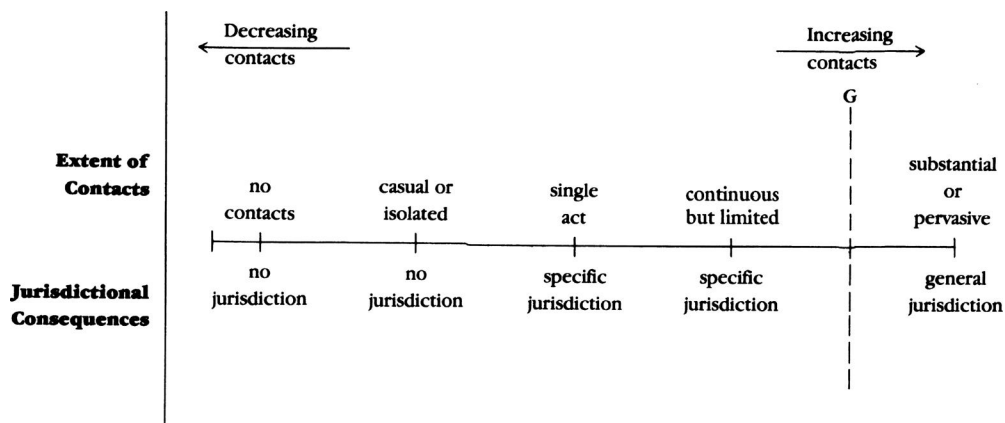 Decreasing
contacts
Increasing
contacts
G
Extent of
Contacts
no
contacts
casual or
isolated
single
act
continuous
but limited
substantial
or
pervasive
Jurisdictional
Consequences
no
jurisdiction
no
jurisdiction
specific
jurisdiction
specific
jurisdiction
general
jurisdiction